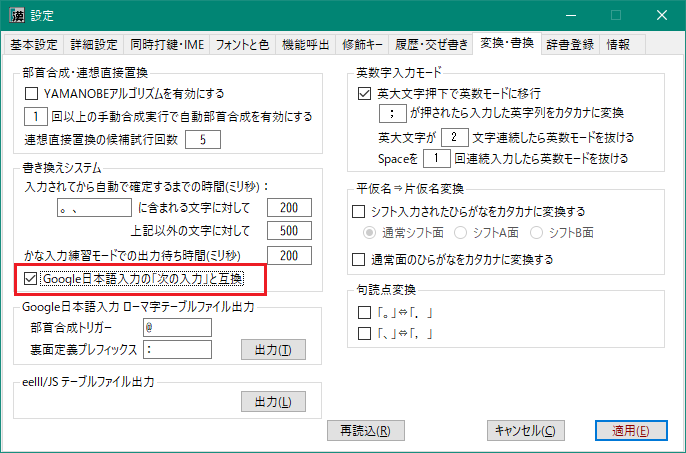 漢 設定
基本設定 詳細設定 同時打鍵・IME フォントと色 機能呼出 修飾キー 履歴・交ぜ書き 変換・書換 辞書登録 情報
部首合成・連想直接置換
YAMANOBEアルゴリズムを有効にする
1 回以上の手動合成実行で自動部首合成を有効にする
連想直接置換の候補試行回数 5
書き換えシステム
入力されてから自動で確定するまでの時間(ミリ秒)：
。、 に含まれる文字に対して 200
上記以外の文字に対して 500
かな入力練習モードでの出力待ち時間(ミリ秒) 200
Google日本語入力の「次の入力」と互換
Google日本語入力 ローマ字テーブルファイル出力
部首合成トリガー @
裏面定義プレフィックス : 出力(T)
eelll/JS テーブルファイル出力
出力(L)
英数字入力モード
英大文字押下で英数モードに移行
; が押されたら入力した英字列をカタカナに変換
英大文字が 2 文字連続したら英数モードを抜ける
Spaceを 1 回連続入力したら英数モードを抜ける
平仮名⇒片仮名変換
シフト入力されたひらがなをカタカナに変換する
通常シフト面 シフトA面 シフトB面
通常面のひらがなをカタカナに変換する
句読点変換
「。」⇔「．」
「、」⇔「，」
再読込(R) キャンセル(C) 適用(E)